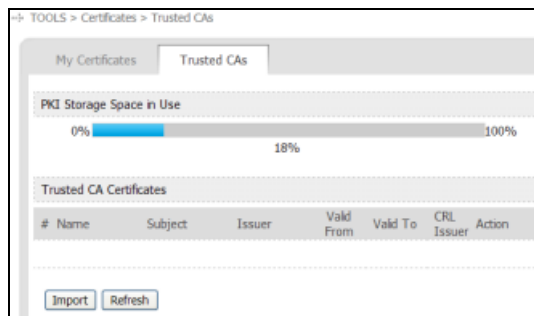 TOOLS > Certificates > Trusted CAs
My Certificates Trusted CAs
PKI Storage Space in Use
0% 100%
18%
Trusted CA Certificates
# Name Subject Issuer Valid From Valid To CRL Issuer Action
Import Refresh